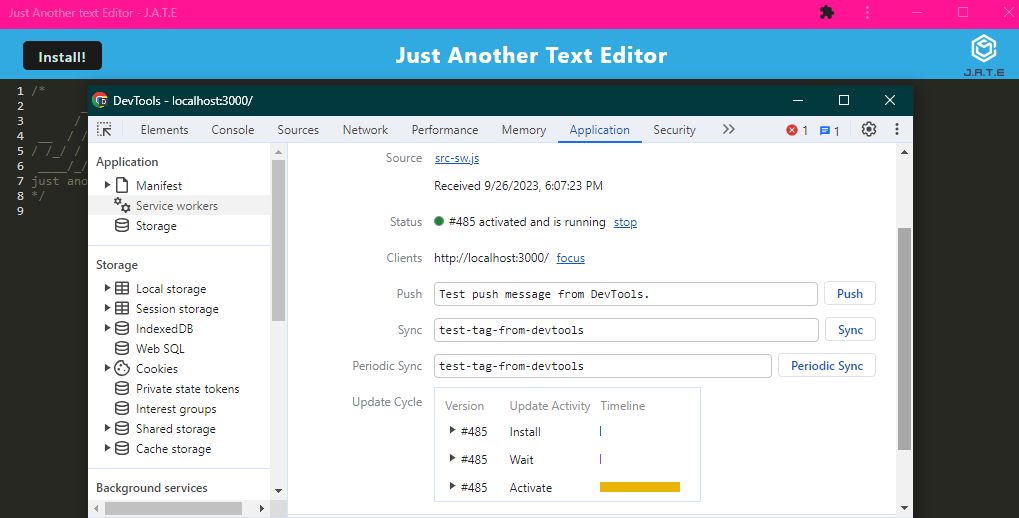 Just Another text Editor - J.A.T.E
Install!
Just Another Text Editor
J.A.T.E
1 /*
2 _
3 /
4 __ / /
5 / /_/ /
6 ____/_/
7 just ano
8 */
9
DevTools - localhost:3000/
Elements Console Sources Network Performance Memory Application Security 1 1
Application
Manifest
Service workers
Storage
Storage
Local storage
Session storage
IndexedDB
Web SQL
Cookies
Private state tokens
Interest groups
Shared storage
Cache storage
Background services
Source src-sw.js
Received 9/26/2023, 6:07:23 PM
Status #485 activated and is running stop
Clients http://localhost:3000/ focus
Push Test push message from DevTools. Push
Sync test-tag-from-devtools Sync
Periodic Sync test-tag-from-devtools Periodic Sync
Update Cycle Version Update Activity Timeline
#485 Install
#485 Wait
#485 Activate